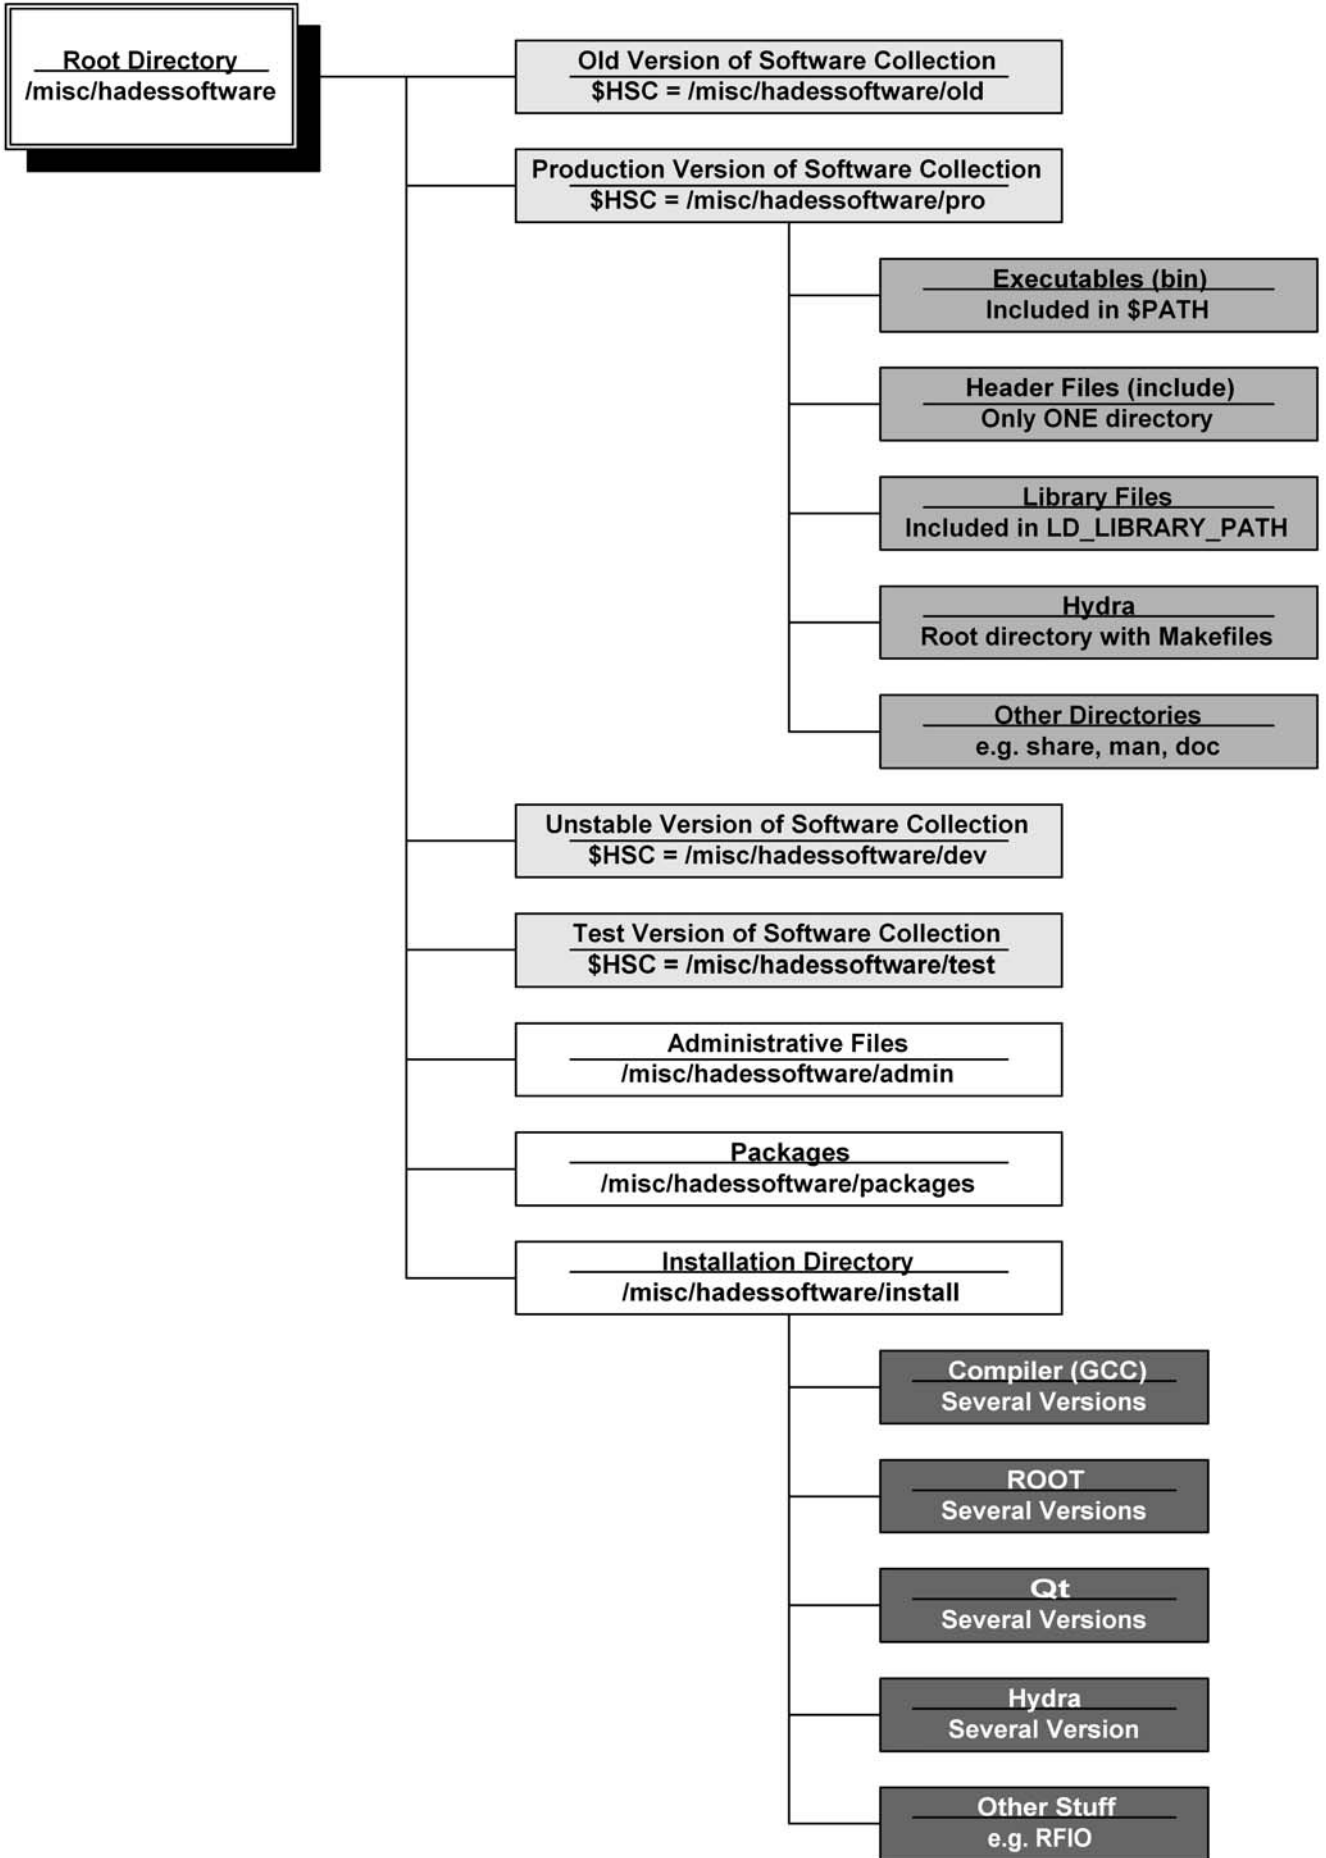 Root Directory
/misc/hadessoftware
Old Version of Software Collection
$HSC = /misc/hadessoftware/old
Production Version of Software Collection
$HSC = /misc/hadessoftware/pro
Executables (bin)
Included in $PATH
Header Files (include)
Only ONE directory
Library Files
Included in LD_LIBRARY_PATH
Hydra
Root directory with Makefiles
Other Directories
e.g. share, man, doc
Unstable Version of Software Collection
$HSC = /misc/hadessoftware/dev
Test Version of Software Collection
$HSC = /misc/hadessoftware/test
Administrative Files
/misc/hadessoftware/admin
Packages
/misc/hadessoftware/packages
Installation Directory
/misc/hadessoftware/install
Compiler (GCC)
Several Versions
ROOT
Several Versions
Qt
Several Versions
Hydra
Several Version
Other Stuff
e.g. RFIO